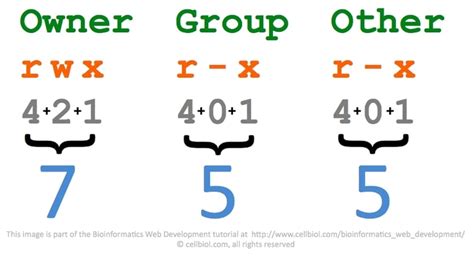 Owner Group Other
rwx r-x r-x
4+2+1 4+0+1 4+0+1
7 5 5
This image is part of the Bioinformatics Web Development tutorial at http://www.cellbiol.com/bioinformatics_web_development/
© cellbiol.com, all rights reserved